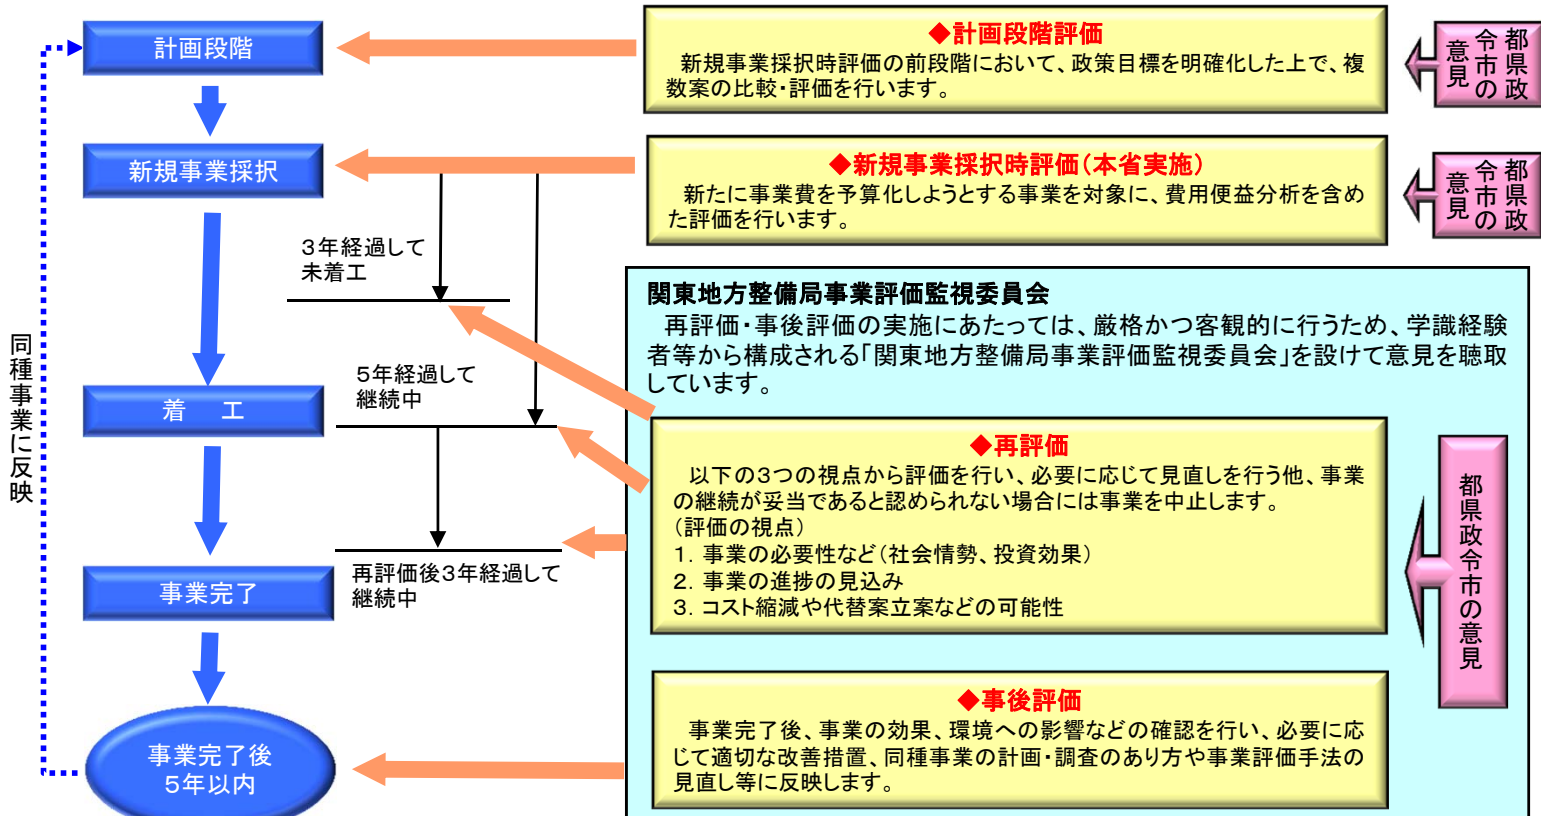 計画段階
◆計画段階評価
新規事業採択時評価の前段階において、政策目標を明確化した上で、複
数案の比較・評価を行います。
都県政
令市の
意見
新規事業採択
◆新規事業採択時評価(本省実施)
新たに事業費を予算化しようとする事業を対象に、費用便益分析を含め
た評価を行います。
都県政
令市の
意見
3年経過して
未着工
関東地方整備局事業評価監視委員会
再評価・事後評価の実施にあたっては、厳格かつ客観的に行うため、学識経験
者等から構成される「関東地方整備局事業評価監視委員会」を設けて意見を聴取
しています。
同種事業に反映
5年経過して
継続中
着 工
◆再評価
以下の3つの視点から評価を行い、必要に応じて見直しを行う他、事業
の継続が妥当であると認められない場合には事業を中止します。
(評価の視点)
1. 事業の必要性など(社会情勢、投資効果)
2. 事業の進捗の見込み
3. コスト縮減や代替案立案などの可能性
都県政令市の意見
再評価後3年経過して
継続中
事業完了
◆事後評価
事業完了後、事業の効果、環境への影響などの確認を行い、必要に応
じて適切な改善措置、同種事業の計画・調査のあり方や事業評価手法の
見直し等に反映します。
事業完了後
5年以内